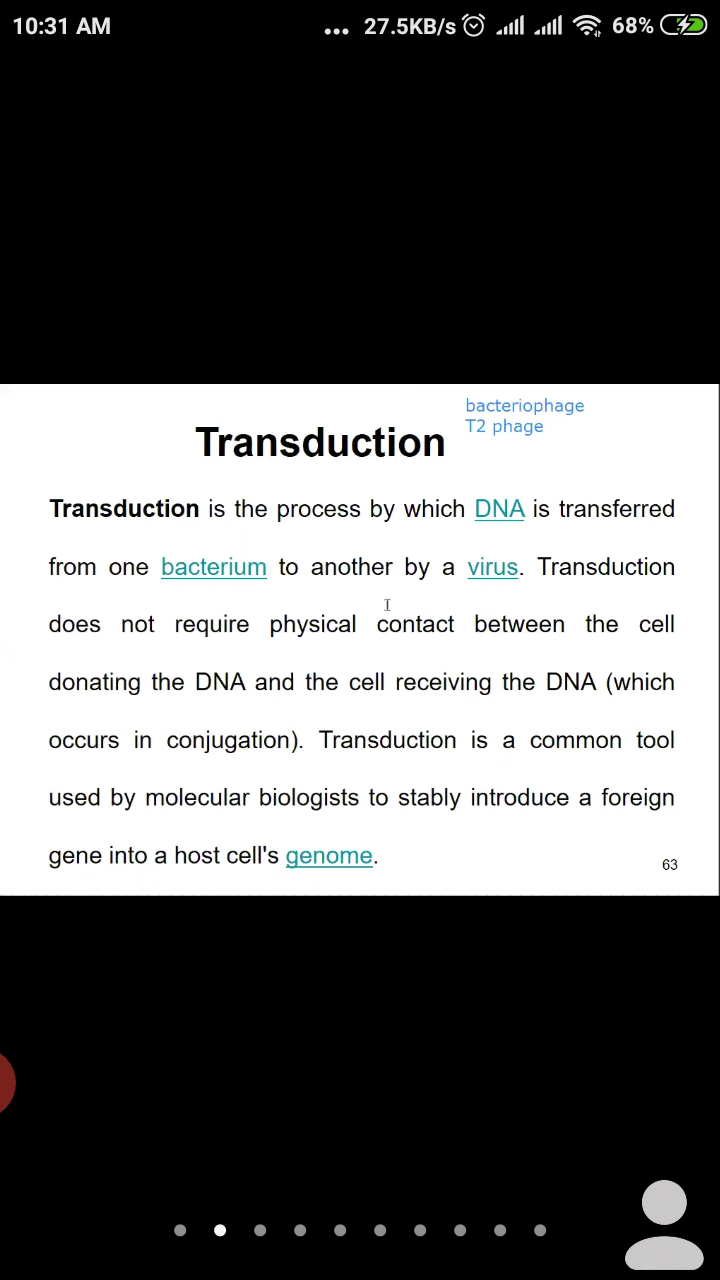 10:31 AM ... 27.5KB/s 68%
bacteriophage
T2 phage
Transduction
Transduction is the process by which DNA is transferred
from one bacterium to another by a virus. Transduction
does not require physical contact between the cell
donating the DNA and the cell receiving the DNA (which
occurs in conjugation). Transduction is a common tool
used by molecular biologists to stably introduce a foreign
gene into a host cell's genome.
63